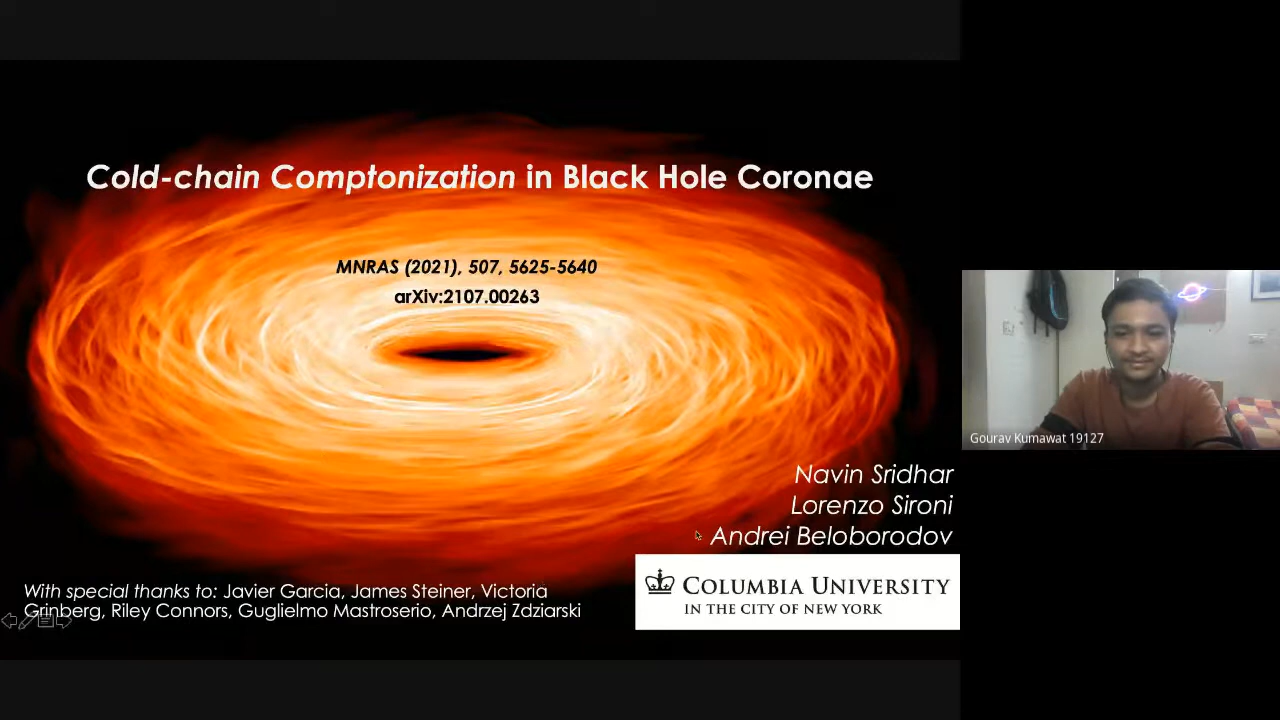 Cold-chain Comptonization in Black Hole Coronae
MNRAS (2021), 507, 5625-5640
arXiv:2107.00263
Navin Sridhar
Lorenzo Sironi
Andrei Beloborodov
COLUMBIA UNIVERSITY
IN THE CITY OF NEW YORK
With special thanks to: Javier Garcia, James Steiner, Victoria
Grinberg, Riley Connors, Guglielmo Mastroserio, Andrzej Zdziarski
Gourav Kumawat 19127